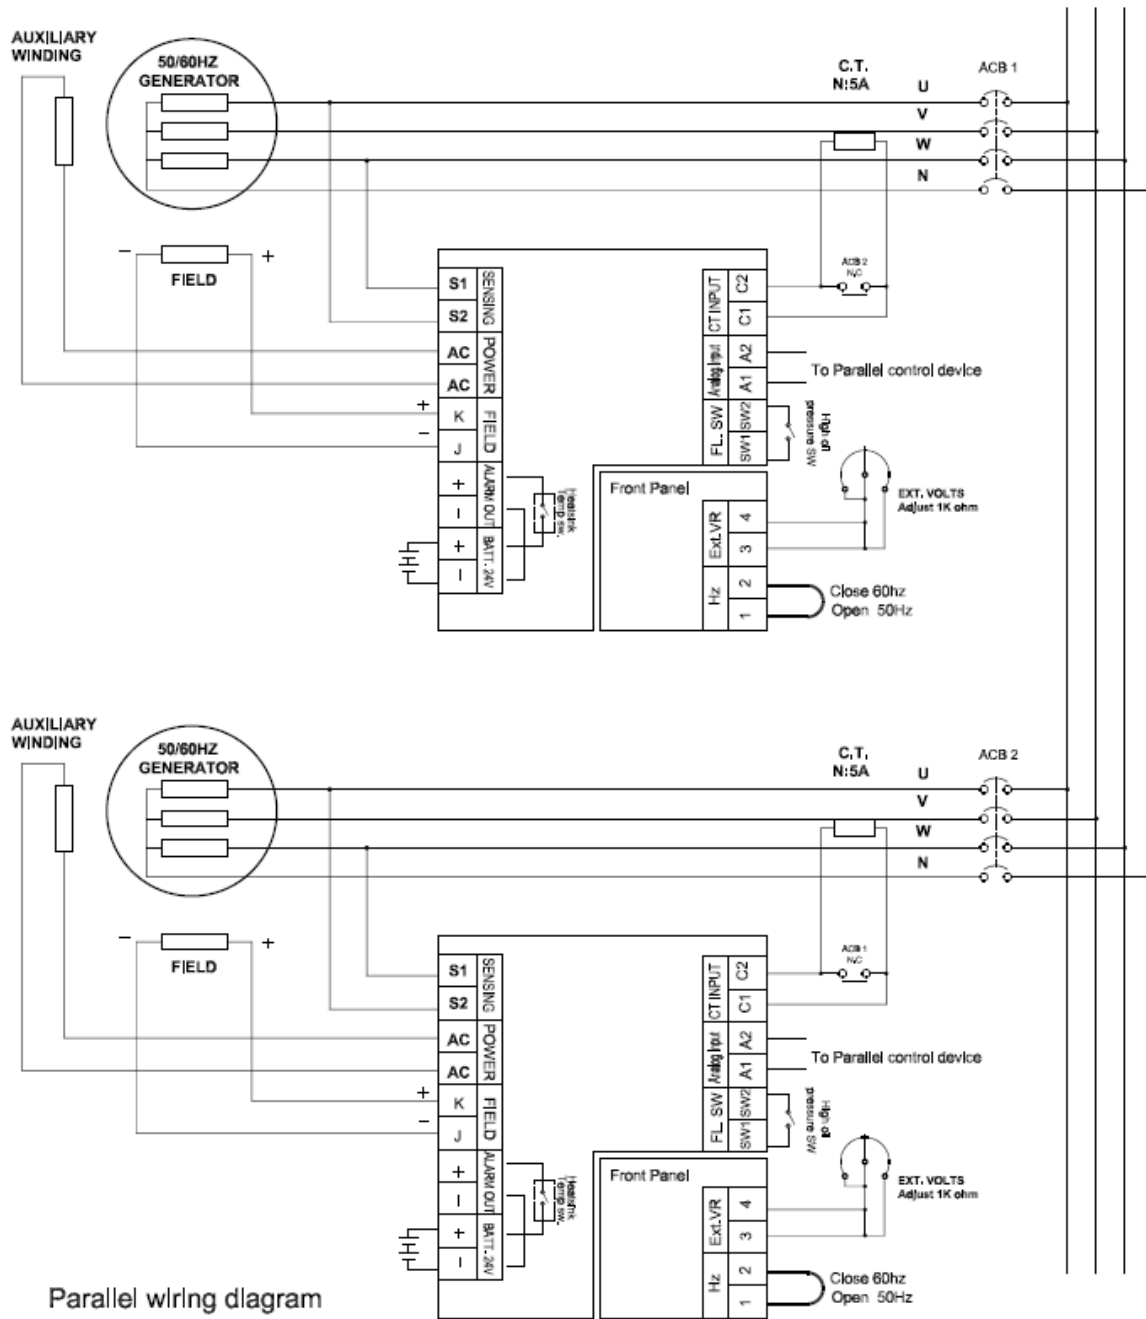 AUXILIARY
WINDING
50/60HZ
GENERATOR
C.T.
N:5A
ACB 1
U
V
W
N
− FIELD +
ACB 2
N/C
S1
S2
SENSING
AC
AC
POWER
+ K
− J
FIELD
+
−
ALARM OUT
+
−
BATT. 24V
Heatsink
Temp sw.
CT INPUT
C2
C1
Analog Input
A2
A1
To Parallel control device
FL. SW
SW2
SW1
High oil
pressure SW
Front Panel
Ext.VR
4
3
EXT. VOLTS
Adjust 1K ohm
Hz
2
1
Close 60hz
Open 50Hz
AUXILIARY
WINDING
50/60HZ
GENERATOR
C.T.
N:5A
ACB 2
U
V
W
N
− FIELD +
ACB 1
N/C
S1
S2
SENSING
AC
AC
POWER
+ K
− J
FIELD
+
−
ALARM OUT
+
−
BATT. 24V
Heatsink
Temp sw.
CT INPUT
C2
C1
Analog Input
A2
A1
To Parallel control device
FL. SW
SW2
SW1
High oil
pressure SW
Front Panel
Ext.VR
4
3
EXT. VOLTS
Adjust 1K ohm
Hz
2
1
Close 60hz
Open 50Hz
Parallel wiring diagram